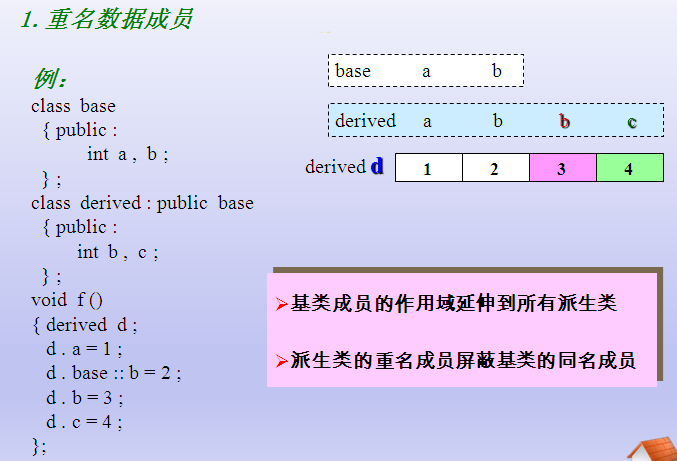 1. 重名数据成员
例：
class base
{ public :
int a , b ;
} ;
class derived : public base
{ public :
int b , c ;
} ;
void f ()
{ derived d ;
d . a = 1 ;
d . base :: b = 2 ;
d . b = 3 ;
d . c = 4 ;
};
base a b
derived a b b c
derived d 1 2 3 4
➢基类成员的作用域延伸到所有派生类
➢派生类的重名成员屏蔽基类的同名成员